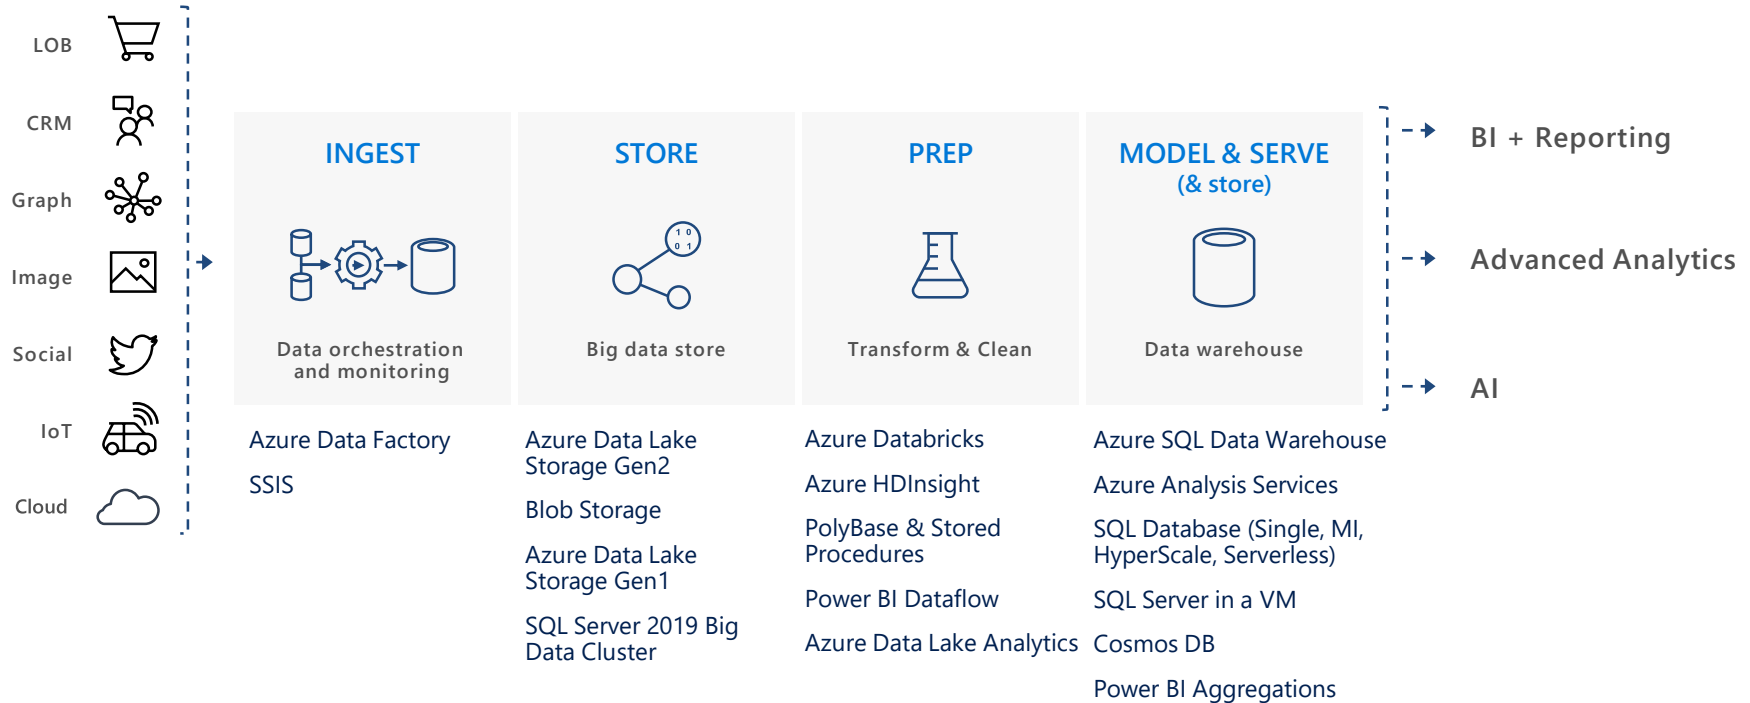 LOB
CRM
Graph
Image
Social
IoT
Cloud
INGEST
Data orchestration
and monitoring
Azure Data Factory
SSIS
STORE
10
01
Big data store
Azure Data Lake
Storage Gen2
Blob Storage
Azure Data Lake
Storage Gen1
SQL Server 2019 Big
Data Cluster
PREP
Transform & Clean
Azure Databricks
Azure HDInsight
PolyBase & Stored
Procedures
Power BI Dataflow
Azure Data Lake Analytics
MODEL & SERVE
(& store)
Data warehouse
Azure SQL Data Warehouse
Azure Analysis Services
SQL Database (Single, MI,
HyperScale, Serverless)
SQL Server in a VM
Cosmos DB
Power BI Aggregations
BI + Reporting
Advanced Analytics
AI